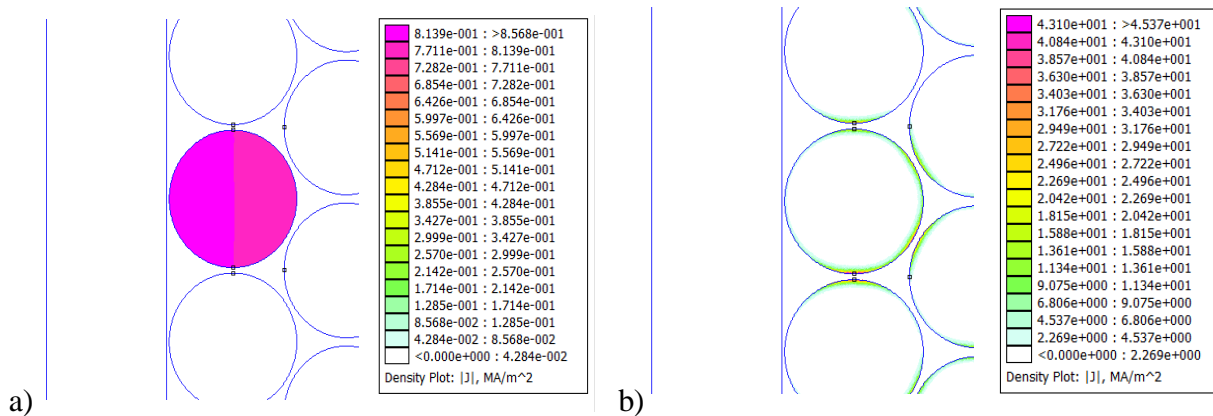 8.139e-001 : >8.568e-001
7.711e-001 : 8.139e-001
7.282e-001 : 7.711e-001
6.854e-001 : 7.282e-001
6.426e-001 : 6.854e-001
5.997e-001 : 6.426e-001
5.569e-001 : 5.997e-001
5.141e-001 : 5.569e-001
4.712e-001 : 5.141e-001
4.284e-001 : 4.712e-001
3.855e-001 : 4.284e-001
3.427e-001 : 3.855e-001
2.999e-001 : 3.427e-001
2.570e-001 : 2.999e-001
2.142e-001 : 2.570e-001
1.714e-001 : 2.142e-001
1.285e-001 : 1.714e-001
8.568e-002 : 1.285e-001
4.284e-002 : 8.568e-002
<0.000e+000 : 4.284e-002
Density Plot: |J|, MA/m^2
a)
4.310e+001 : >4.537e+001
4.084e+001 : 4.310e+001
3.857e+001 : 4.084e+001
3.630e+001 : 3.857e+001
3.403e+001 : 3.630e+001
3.176e+001 : 3.403e+001
2.949e+001 : 3.176e+001
2.722e+001 : 2.949e+001
2.496e+001 : 2.722e+001
2.269e+001 : 2.496e+001
2.042e+001 : 2.269e+001
1.815e+001 : 2.042e+001
1.588e+001 : 1.815e+001
1.361e+001 : 1.588e+001
1.134e+001 : 1.361e+001
9.075e+000 : 1.134e+001
6.806e+000 : 9.075e+000
4.537e+000 : 6.806e+000
2.269e+000 : 4.537e+000
<0.000e+000 : 2.269e+000
Density Plot: |J|, MA/m^2
b)